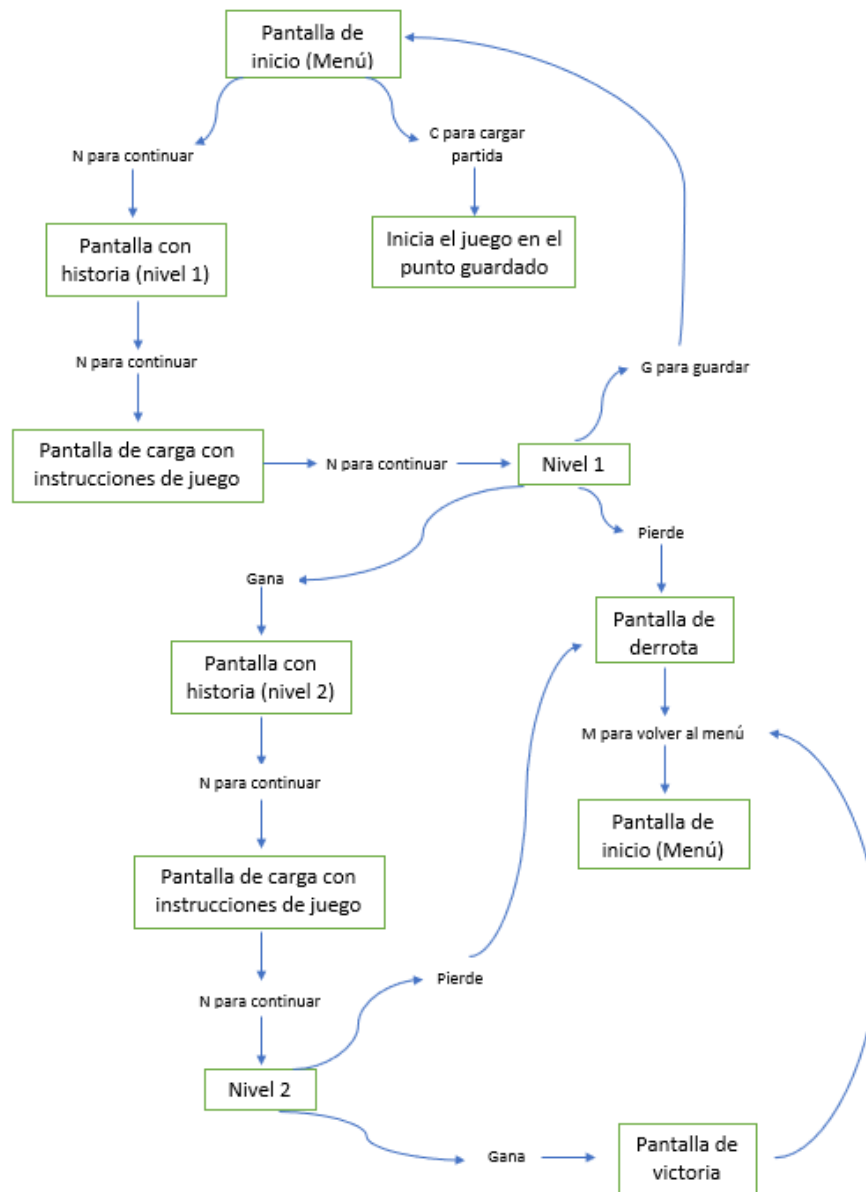 Pantalla de
inicio (Menú)
N para continuar
C para cargar
partida
Pantalla con
historia (nivel 1)
Inicia el juego en el
punto guardado
N para continuar
G para guardar
Pantalla de carga con
instrucciones de juego
N para continuar
Nivel 1
Pierde
Gana
Pantalla de
derrota
Pantalla con
historia (nivel 2)
M para volver al menú
N para continuar
Pantalla de
inicio (Menú)
Pantalla de carga con
instrucciones de juego
Pierde
N para continuar
Nivel 2
Gana
Pantalla de
victoria